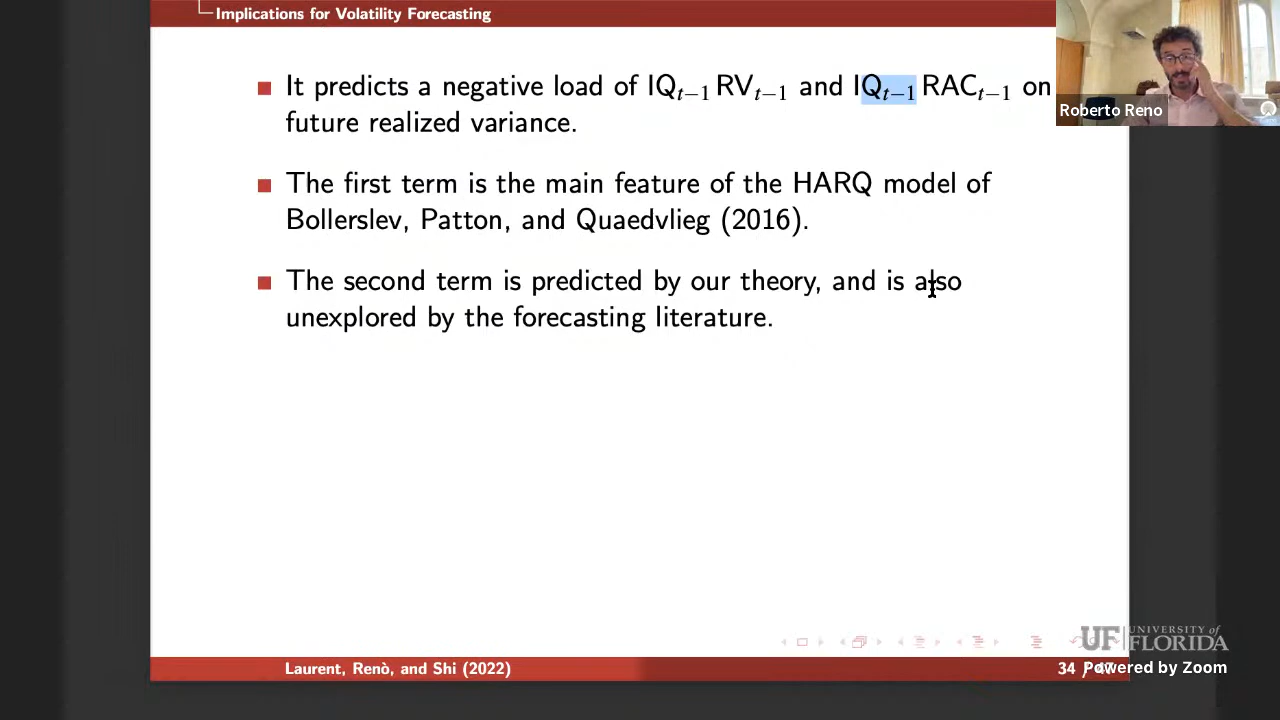 Implications for Volatility Forecasting
It predicts a negative load of IQₜ₋₁ RVₜ₋₁ and IQₜ₋₁ RACₜ₋₁ on
future realized variance.
Roberto Reno
The first term is the main feature of the HARQ model of
Bollerslev, Patton, and Quaedvlieg (2016).
The second term is predicted by our theory, and is also
unexplored by the forecasting literature.
UF UNIVERSITY of
FLORIDA
Laurent, Renò, and Shi (2022)
34 / 47
Powered by Zoom